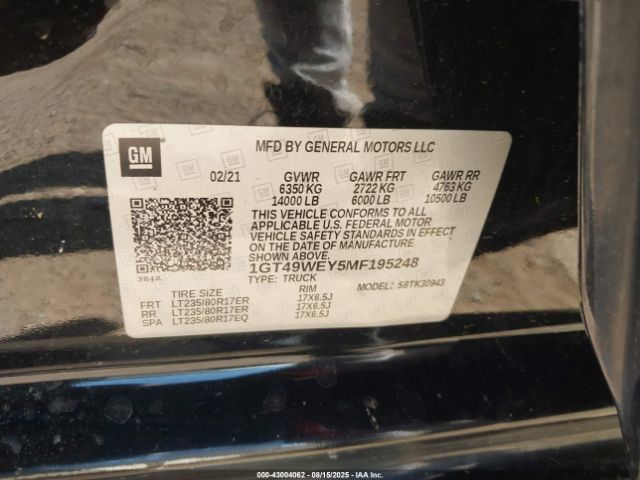 GM
MFD BY GENERAL MOTORS LLC
02/21 GVWR GAWR FRT GAWR RR
6350 KG 2722 KG 4763 KG
14000 LB 6000 LB 10500 LB
THIS VEHICLE CONFORMS TO ALL
APPLICABLE U.S. FEDERAL MOTOR
VEHICLE SAFETY STANDARDS IN EFFECT
ON THE DATE OF MANUFACTURE
SHOWN ABOVE.
384A 1GT49WEY5MF195248
TYPE: TRUCK MODEL: 58TK30943
TIRE SIZE RIM
FRT LT235/80R17ER 17X6.5J
RR LT235/80R17ER 17X6.5J
SPA LT235/80R17EQ 17X6.5J
000-43004062 - 08/15/2025 - IAAI.com